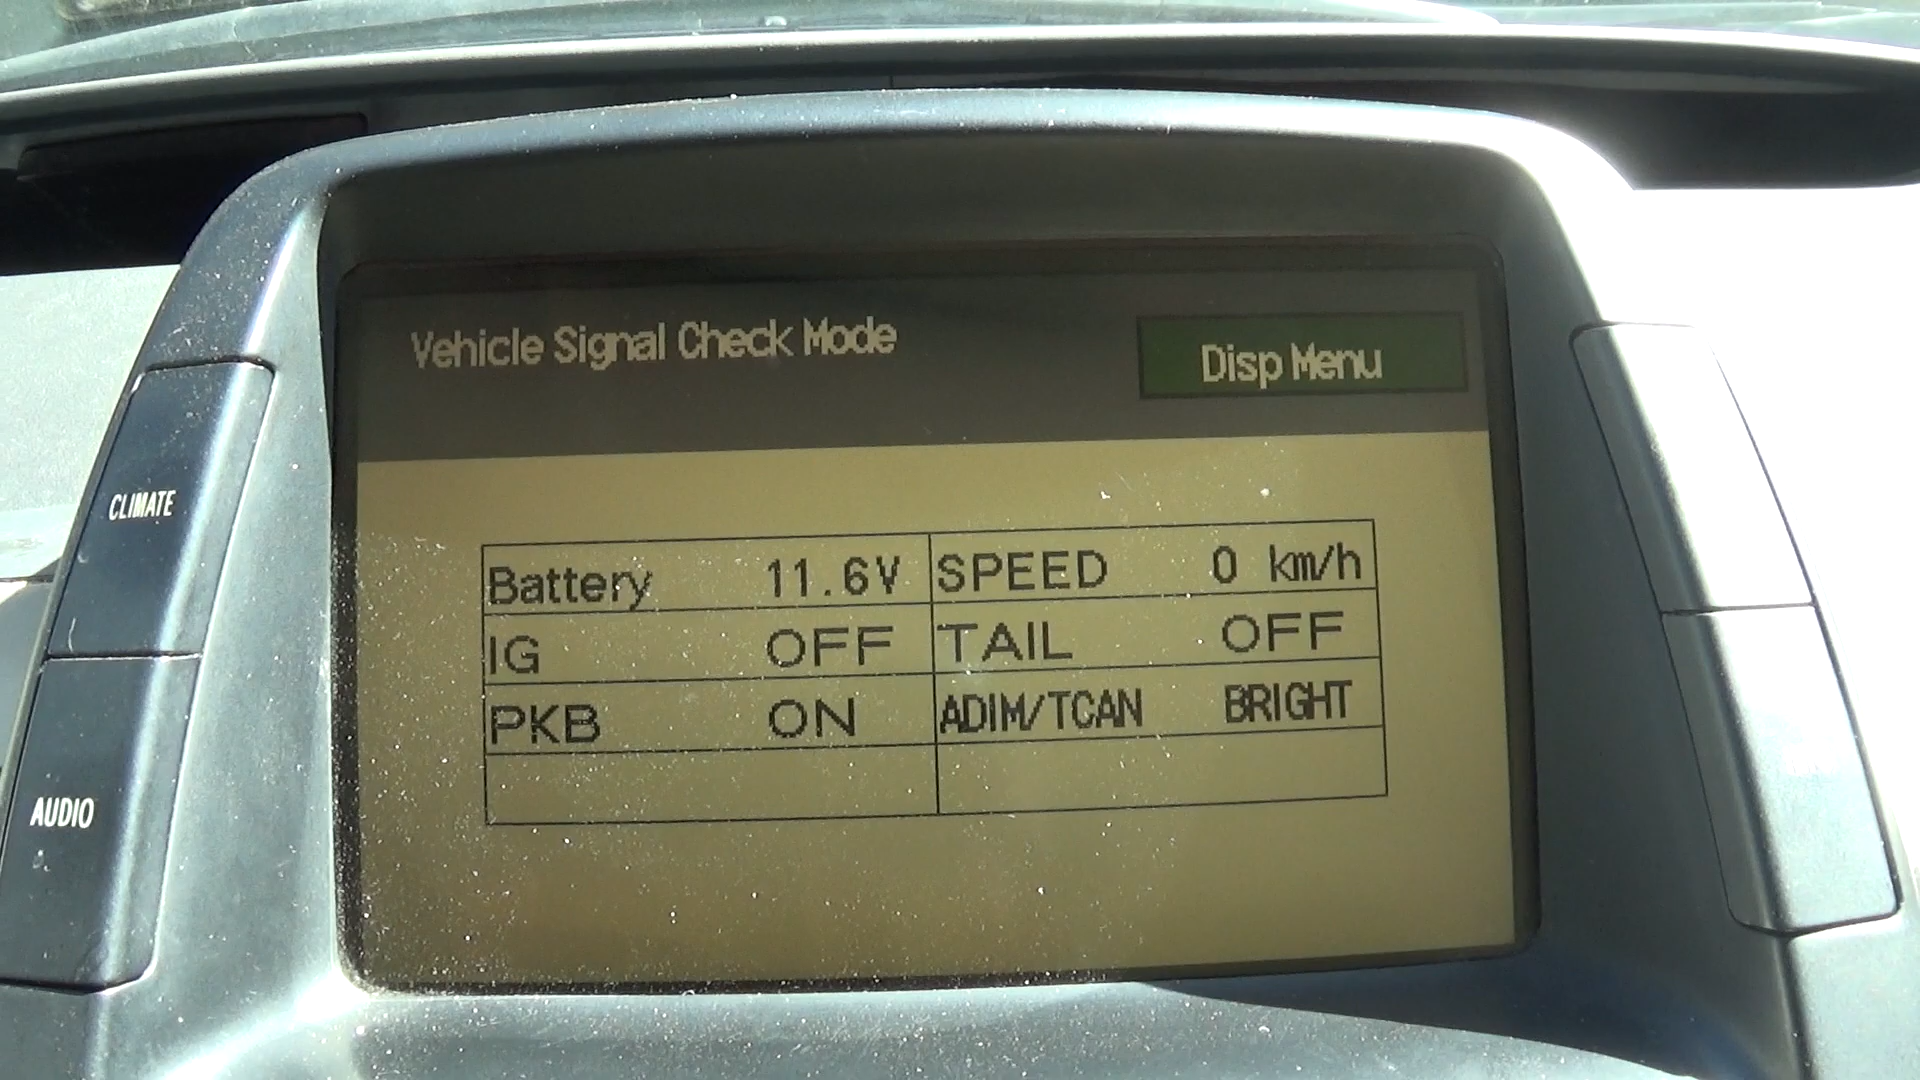 Vehicle Signal Check Mode
Disp Menu
CLIMATE
Battery 11.6V SPEED 0 km/h
IG OFF TAIL OFF
PKB ON ADIM/TCAN BRIGHT
AUDIO